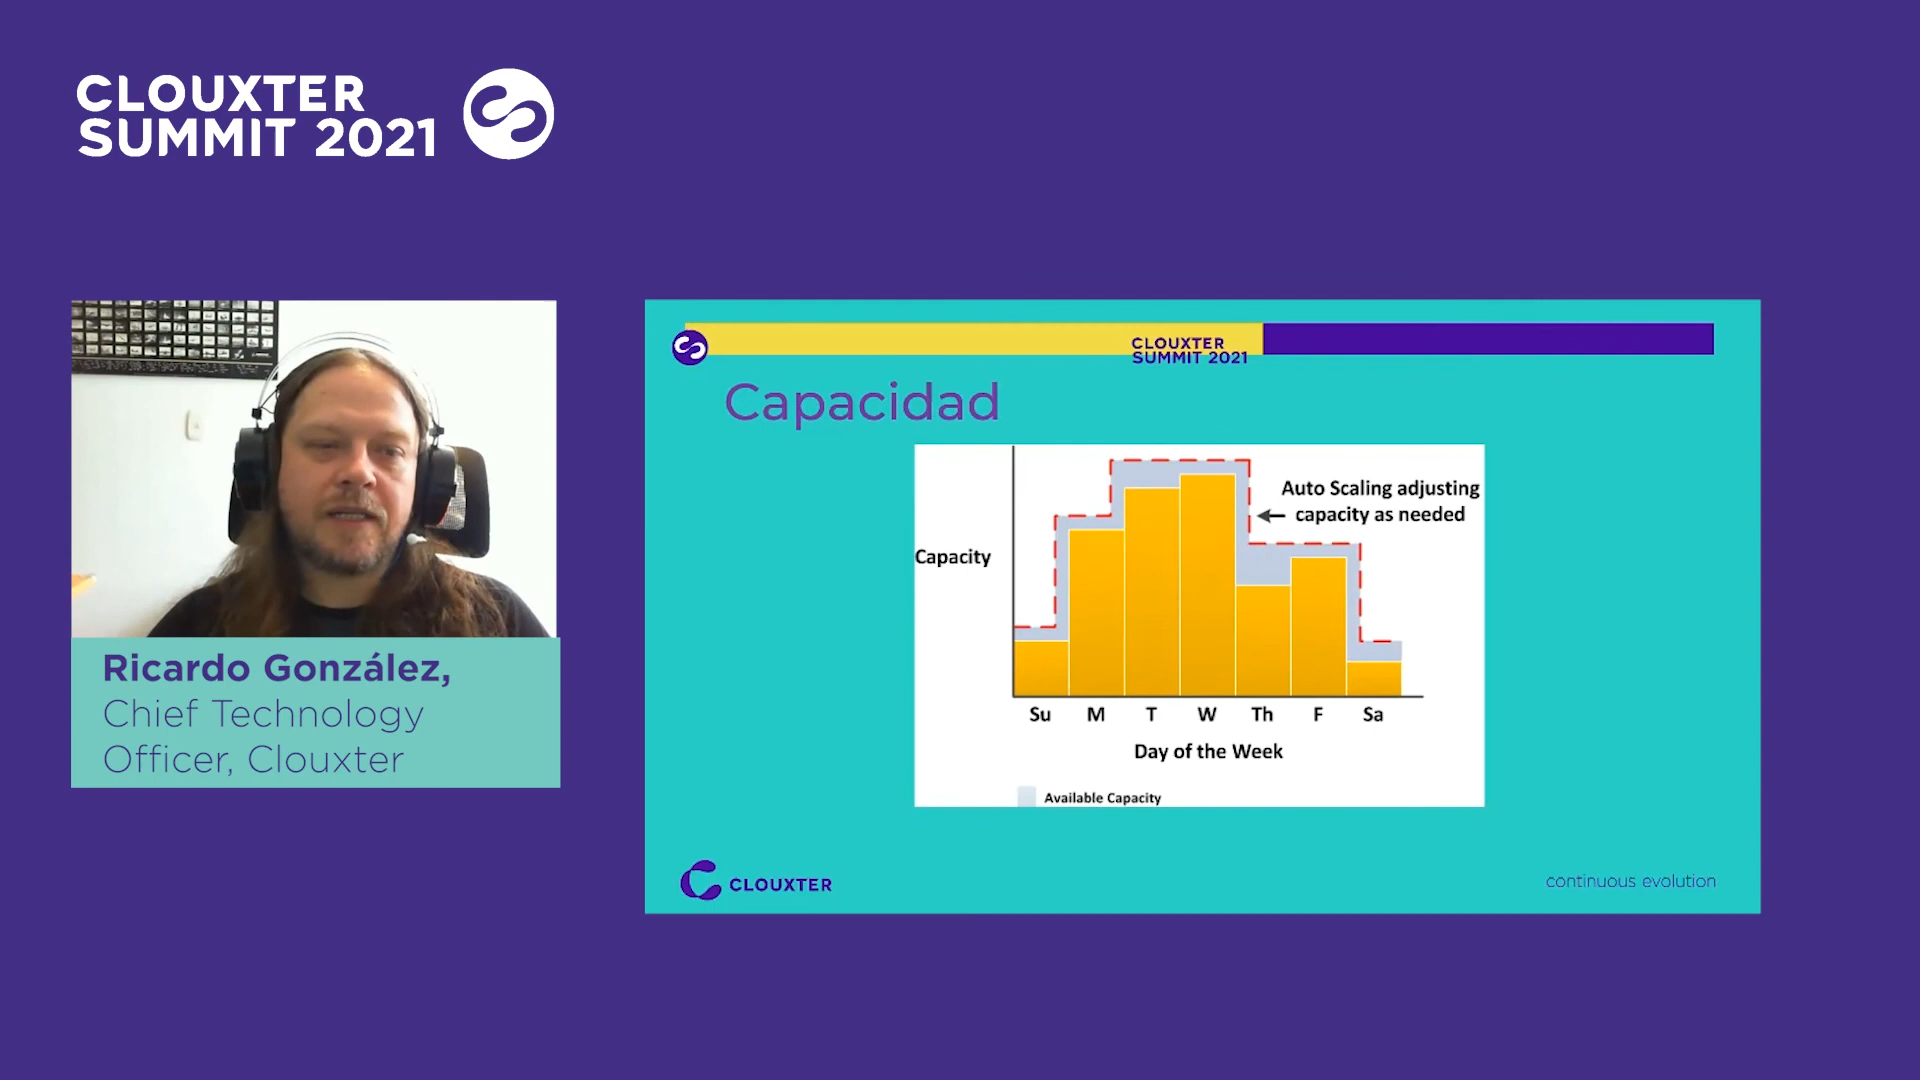 CLOUXTER
SUMMIT 2021
Ricardo González,
Chief Technology
Officer, Clouxter
CLOUXTER
SUMMIT 2021
Capacidad
Auto Scaling adjusting
capacity as needed
Capacity
Su M T W Th F Sa
Day of the Week
Available Capacity
CLOUXTER
continuous evolution